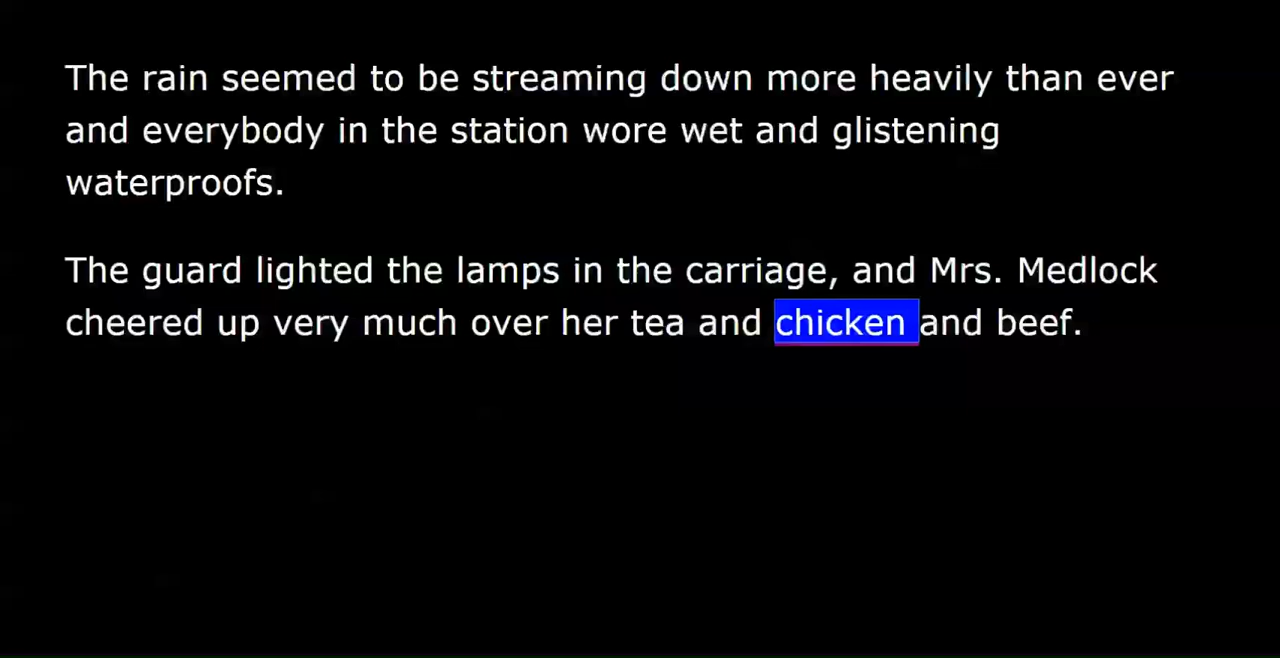 The rain seemed to be streaming down more heavily than ever
and everybody in the station wore wet and glistening
waterproofs.
The guard lighted the lamps in the carriage, and Mrs. Medlock
cheered up very much over her tea and chicken and beef.